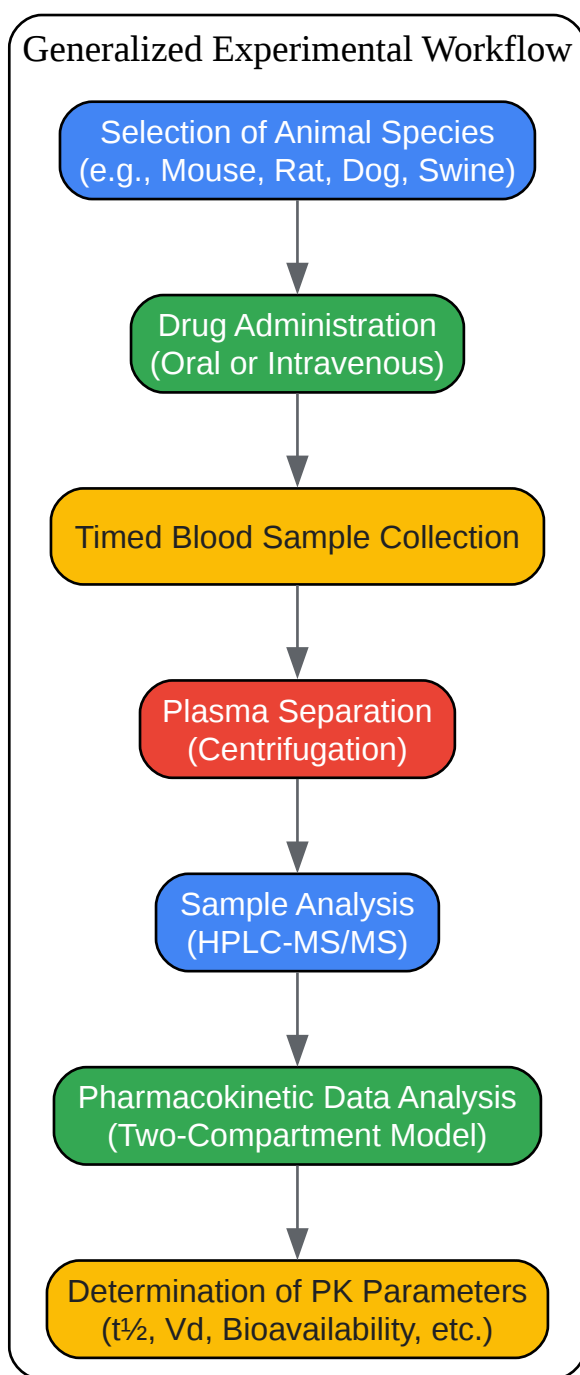 Generalized Experimental Workflow
Selection of Animal Species
(e.g., Mouse, Rat, Dog, Swine)
Drug Administration
(Oral or Intravenous)
Timed Blood Sample Collection
Plasma Separation
(Centrifugation)
Sample Analysis
(HPLC-MS/MS)
Pharmacokinetic Data Analysis
(Two-Compartment Model)
Determination of PK Parameters
(t½, Vd, Bioavailability, etc.)